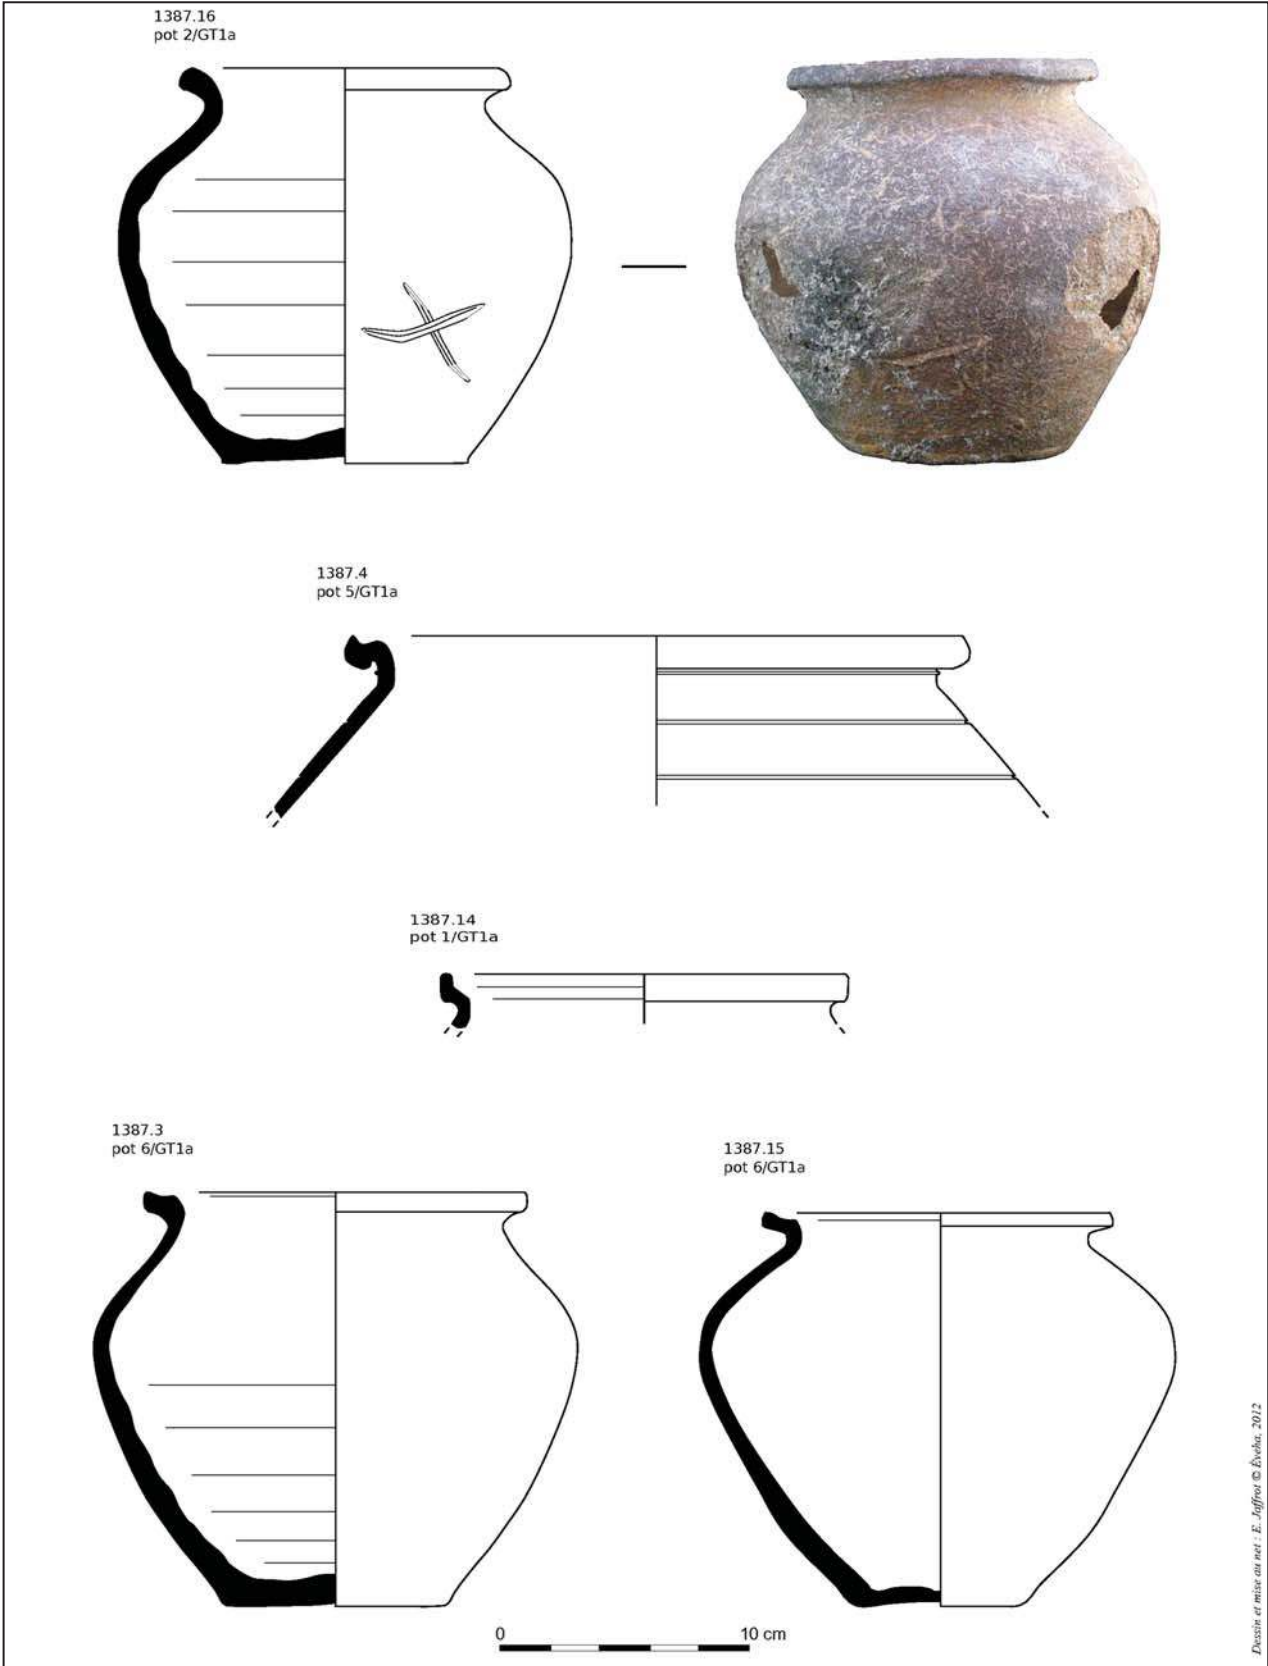 1387.16
pot 2/GT1a
1387.4
pot 5/GT1a
1387.14
pot 1/GT1a
1387.3
pot 6/GT1a
1387.15
pot 6/GT1a
0 10 cm
Dessin et mise au net : E. Jaffrot © Éveha, 2012